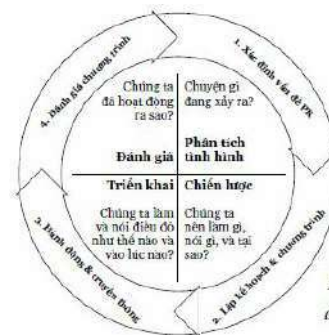 1. Xác định vấn đề PR
2. Lập kế hoạch & chương trình
3. Hành động & truyền thông
4. Đánh giá chương trình
Chúng ta
đã hoạt động
ra sao?
Đánh giá
Chuyện gì
đang xảy ra?
Phân tích
tình hình
Triển khai
Chúng ta làm
và nói điều đó
như thế nào và
vào lúc nào?
Chiến lược
Chúng ta
nên làm gì,
nói gì, và tại
sao?